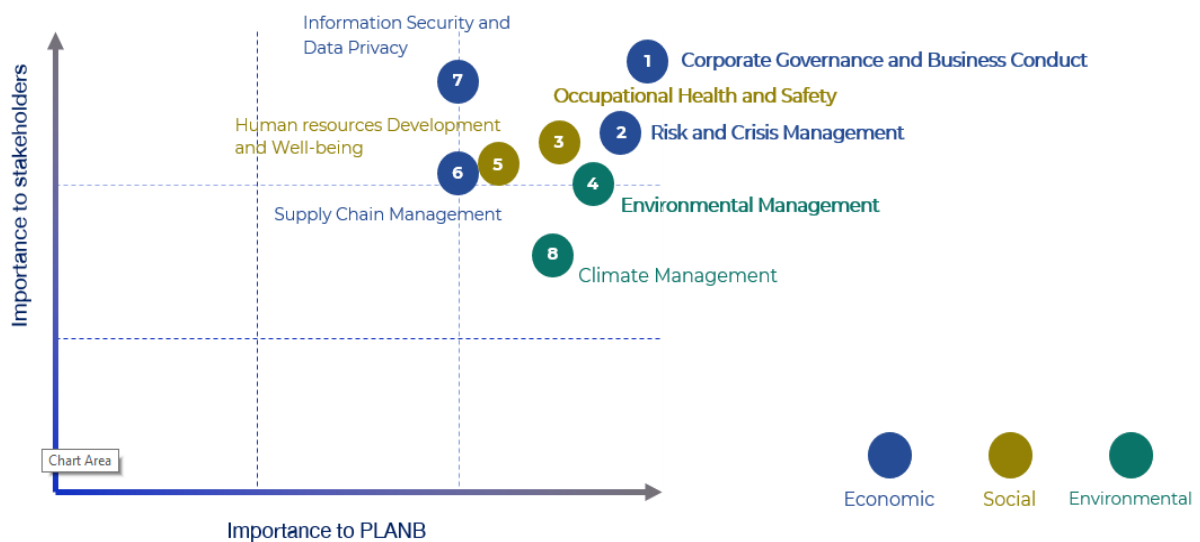 Information Security and
Data Privacy
7
1
Corporate Governance and Business Conduct
Occupational Health and Safety
Human resources Development
and Well-being
3
2
Risk and Crisis Management
5
6
4
Supply Chain Management
Environmental Management
8
Climate Management
Importance to stakeholders
Chart Area
Importance to PLANB
Economic
Social
Environmental